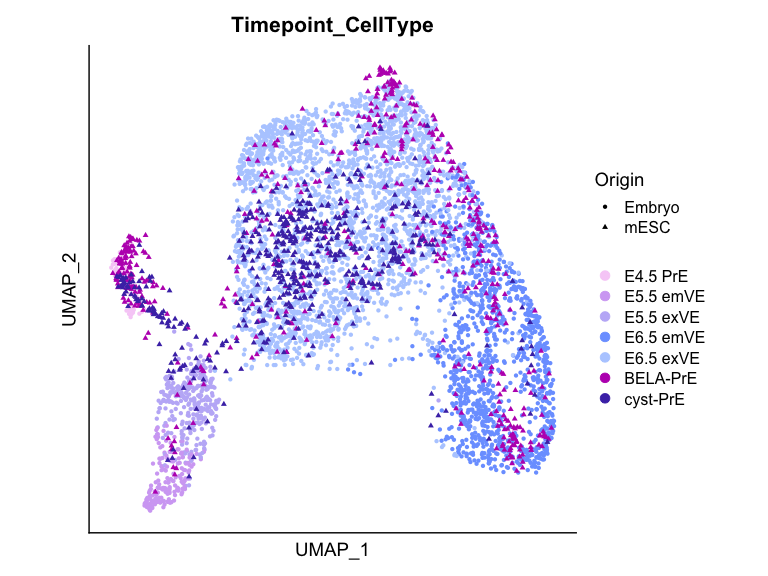 Timepoint_CellType
UMAP_2
UMAP_1
Origin
Embryo
mESC
E4.5 PrE
E5.5 emVE
E5.5 exVE
E6.5 emVE
E6.5 exVE
BELA-PrE
cyst-PrE